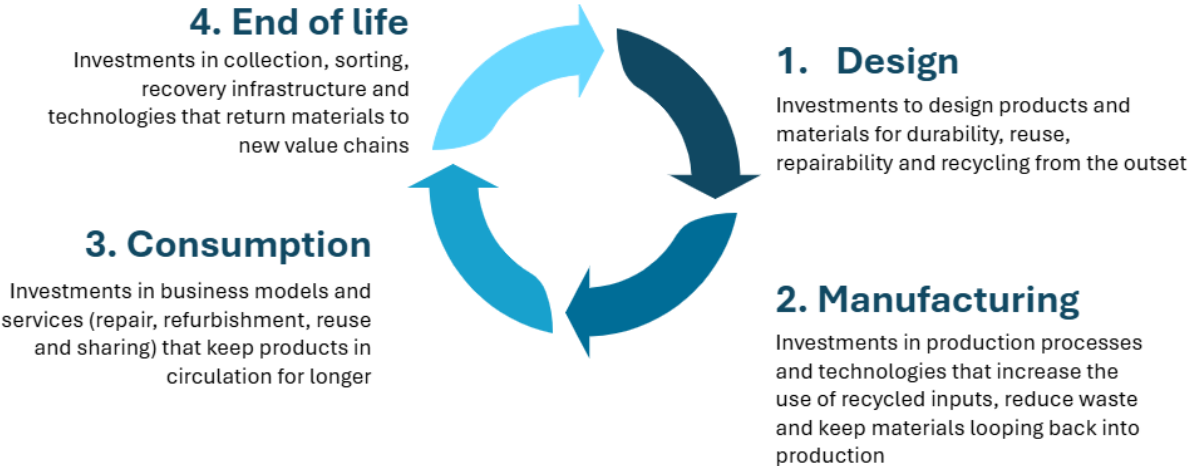 4. End of life
Investments in collection, sorting,
recovery infrastructure and
technologies that return materials to
new value chains
1. Design
Investments to design products and
materials for durability, reuse,
repairability and recycling from the outset
3. Consumption
Investments in business models and
services (repair, refurbishment, reuse
and sharing) that keep products in
circulation for longer
2. Manufacturing
Investments in production processes
and technologies that increase the
use of recycled inputs, reduce waste
and keep materials looping back into
production